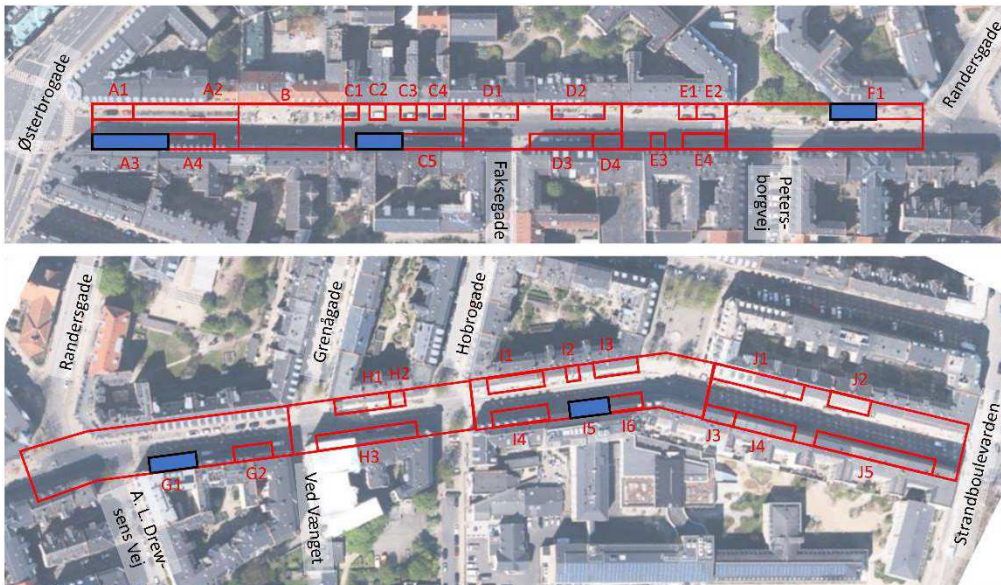 Østerbrogade
A1
A2
B
C1
C2
C3
C4
D1
D2
E1
E2
F1
Randersgade
A3
A4
C5
Faksegade
D3
D4
E3
E4
Peters-
borgvej
Randersgade
Grenågade
Hobrogade
H1
H2
I1
I2
I3
J1
J2
G1
G2
H3
I4
I5
I6
J3
J4
J5
A. L. Drew-
sens Vej
Ved Vænget
Strandboulevarden